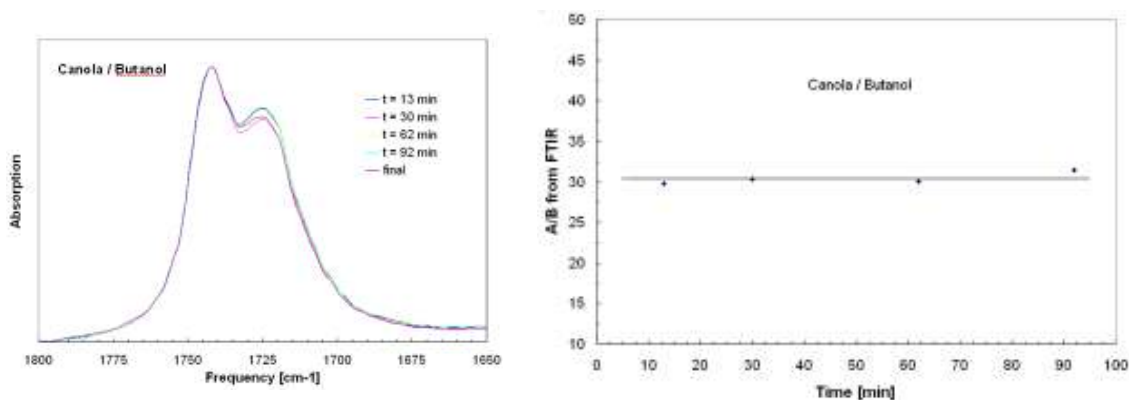 Canola / Butanol
t = 13 min
t = 30 min
t = 62 min
t = 92 min
final
Absorption
1800 1775 1750 1725 1700 1675 1650
Frequency [cm-1]
50
45
40
35
30
25
20
15
10
Canola / Butanol
A/B from FTIR
0 10 20 30 40 50 60 70 80 90 100
Time [min]